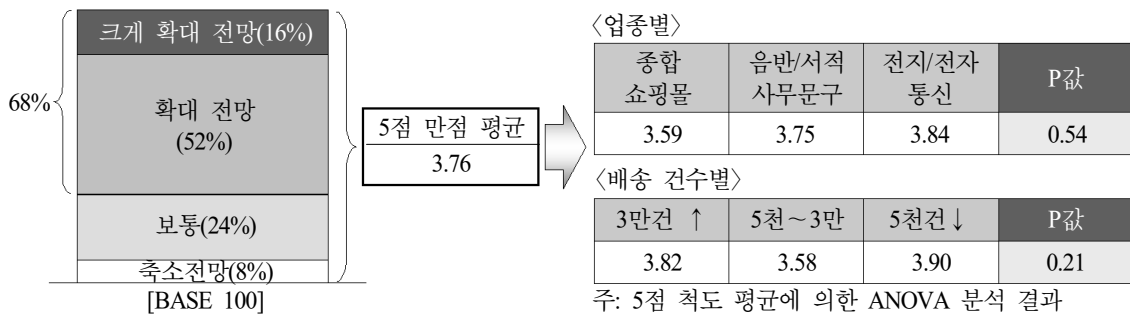 크게 확대 전망(16%)
68%
확대 전망
(52%)
보통(24%)
축소전망(8%)
[BASE 100]
5점 만점 평균
3.76
〈업종별〉
종합 쇼핑몰 음반/서적 사무문구 전지/전자 통신 P값
3.59 3.75 3.84 0.54
〈배송 건수별〉
3만건 ↑ 5천～3만 5천건↓ P값
3.82 3.58 3.90 0.21
주: 5점 척도 평균에 의한 ANOVA 분석 결과